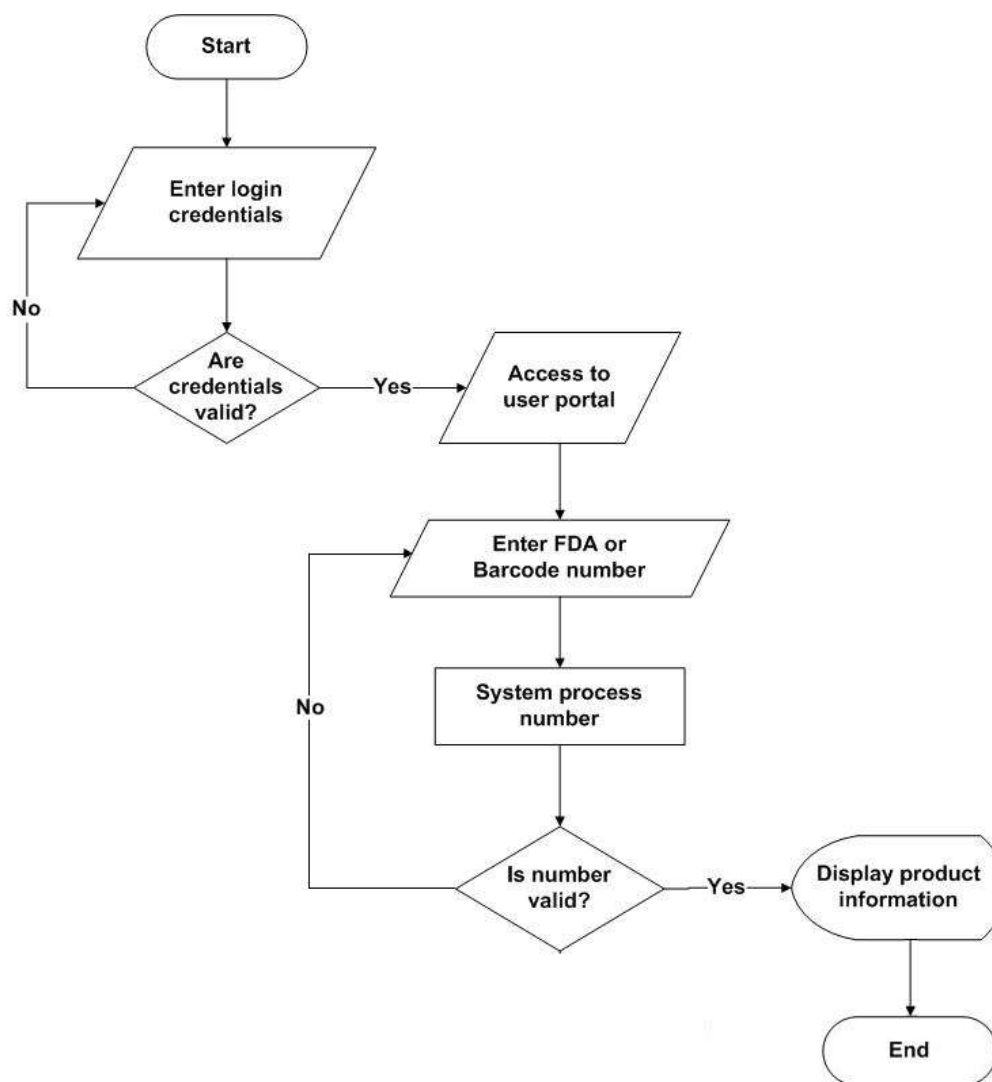 Start
Enter login
credentials
No
Are
credentials
valid?
Yes
Access to
user portal
Enter FDA or
Barcode number
System process
number
No
Is number
valid?
Yes
Display product
information
End